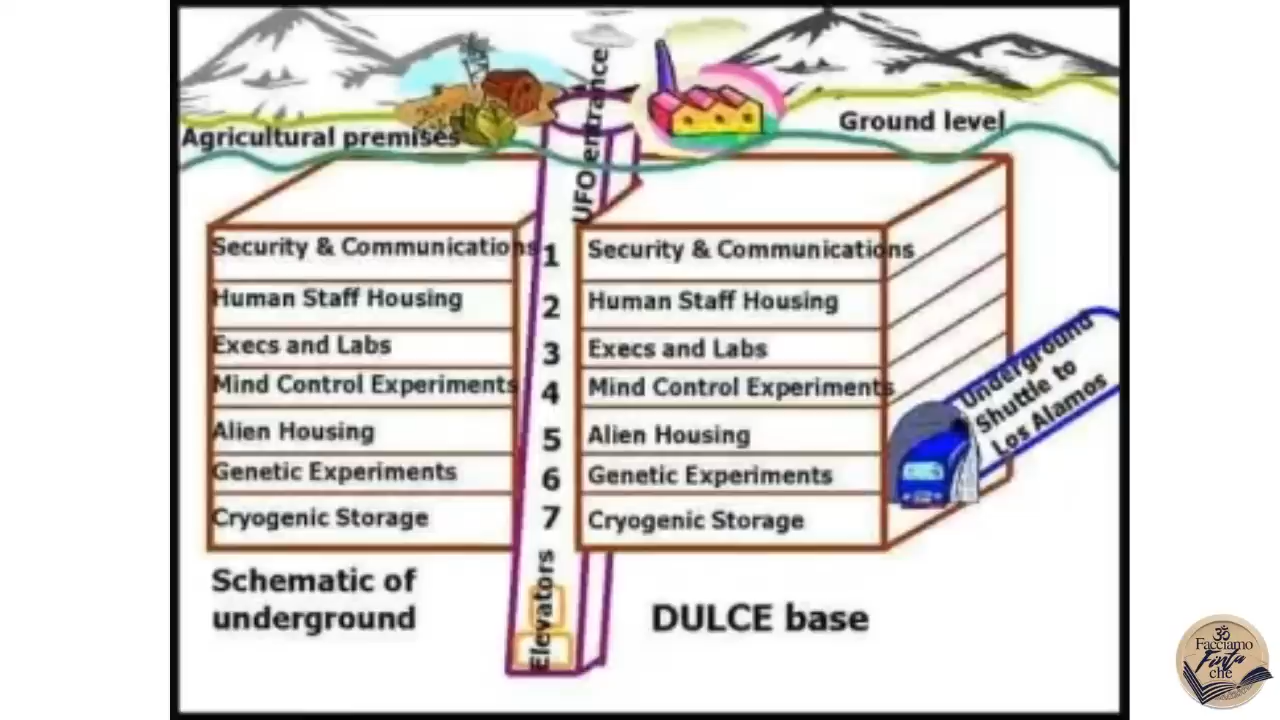 UFO entrance
Agricultural premises
Ground level
Security & Communications
1
Security & Communications
Human Staff Housing
2
Human Staff Housing
Execs and Labs
3
Execs and Labs
Mind Control Experiments
4
Mind Control Experiments
Alien Housing
5
Alien Housing
Genetic Experiments
6
Genetic Experiments
Cryogenic Storage
7
Cryogenic Storage
Underground
Shuttle to
Los Alamos
Elevators
Schematic of
underground
DULCE base
ॐ
Facciamo
Finta
che